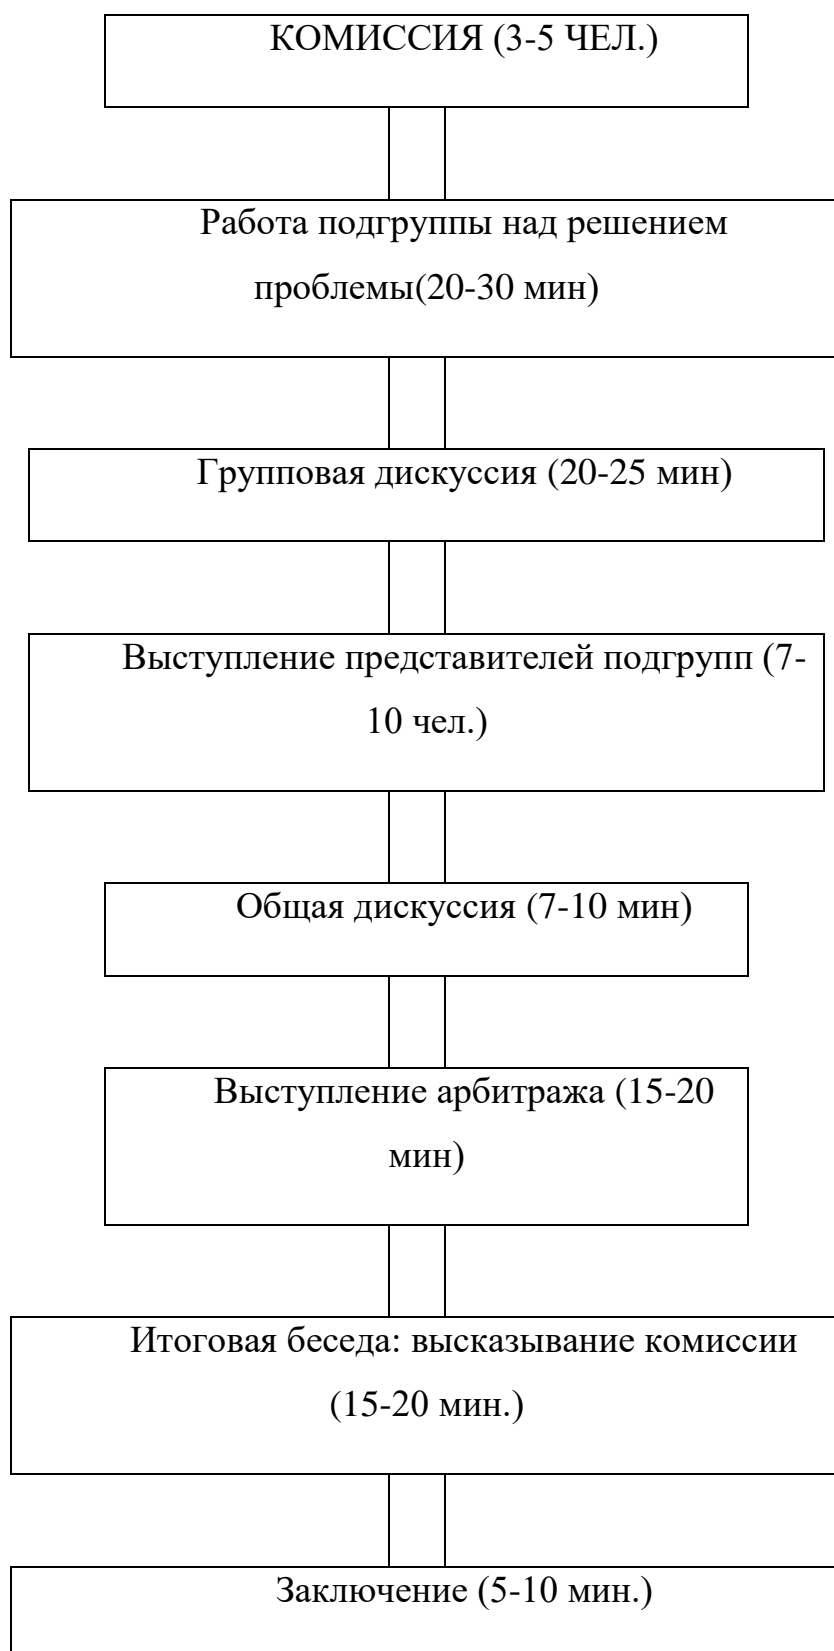 КОМИССИЯ (3-5 ЧЕЛ.)
Работа подгруппы над решением
проблемы(20-30 мин)
Групповая дискуссия (20-25 мин)
Выступление представителей подгрупп (7-
10 чел.)
Общая дискуссия (7-10 мин)
Выступление арбитража (15-20
мин)
Итоговая беседа: высказывание комиссии
(15-20 мин.)
Заключение (5-10 мин.)